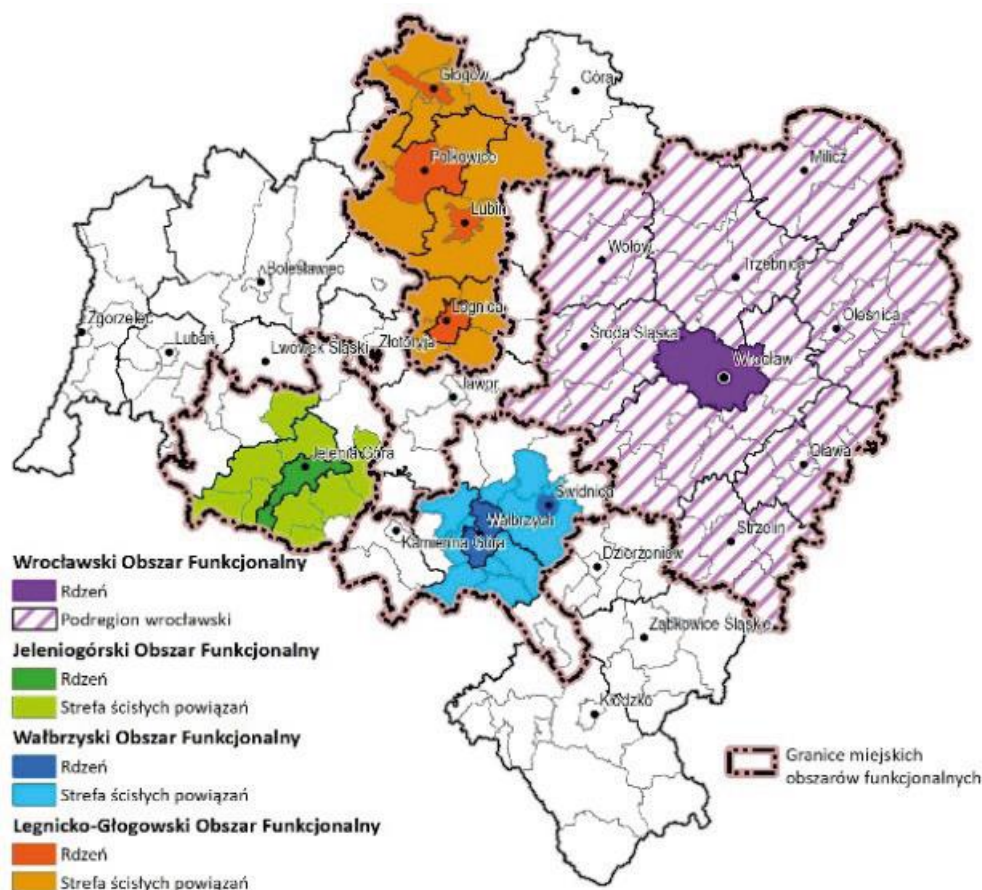 Głogów
Góra
Polkowice
Milicz
Lubin
Wołów
Trzebnica
Bolesławiec
Legnica
Oleśnica
Zgorzelec
Środa Śląska
Lubań
Lwówek Śląski
Złotoryja
Wrocław
Jawor
Jelenia Góra
Oława
Świdnica
Wałbrzych
Kamienna Góra
Strzelin
Dzierżoniów
Ząbkowice Śląskie
Kłodzko
Wrocławski Obszar Funkcjonalny
Rdzeń
Podregion wrocławski
Jeleniogórski Obszar Funkcjonalny
Rdzeń
Strefa ścisłych powiązań
Wałbrzyski Obszar Funkcjonalny
Rdzeń
Strefa ścisłych powiązań
Legnicko-Głogowski Obszar Funkcjonalny
Rdzeń
Strefa ścisłych powiązań
Granice miejskich
obszarów funkcjonalnych